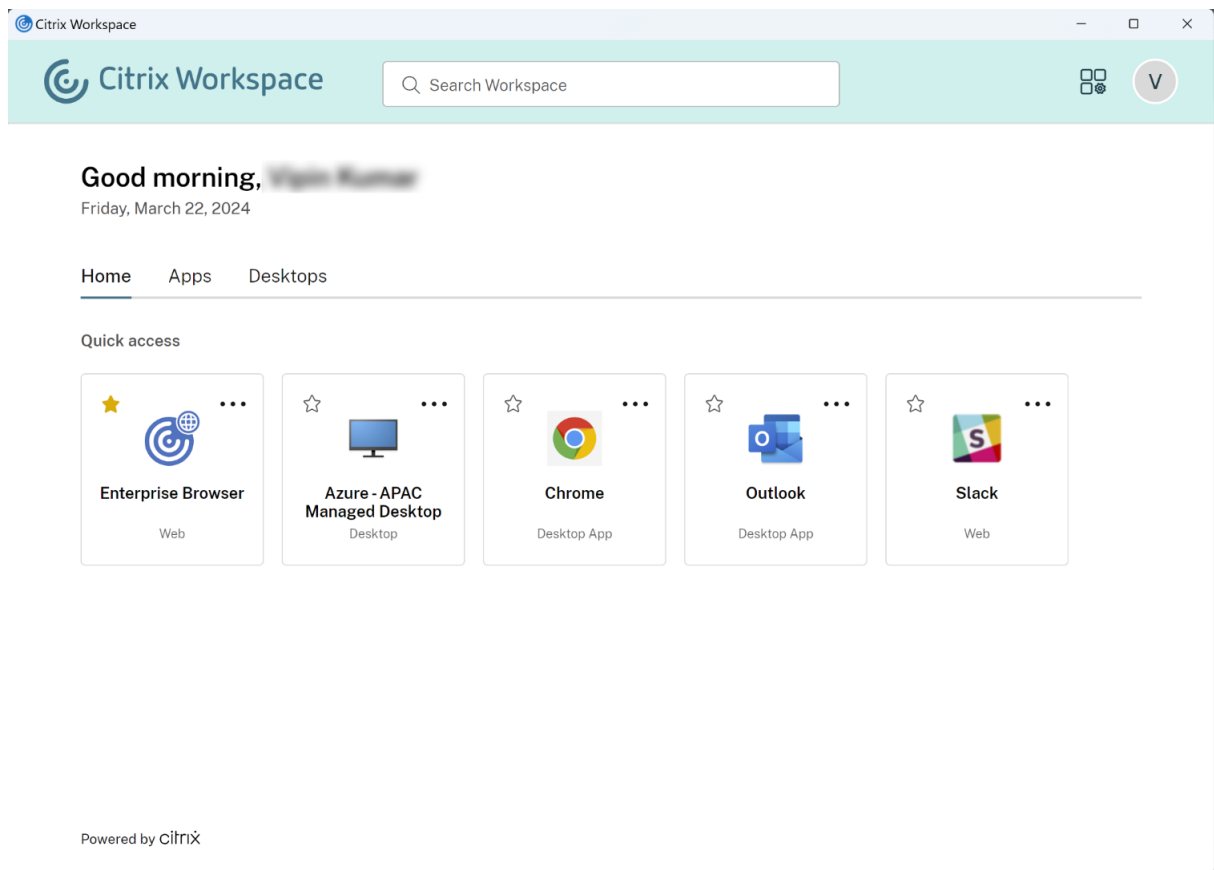 Citrix Workspace
Citrix Workspace
Search Workspace
V
Good morning,
Friday, March 22, 2024
Home Apps Desktops
Quick access
Enterprise Browser
Web
Azure - APAC
Managed Desktop
Desktop
Chrome
Desktop App
O
Outlook
Desktop App
S
Slack
Web
Powered by citrix